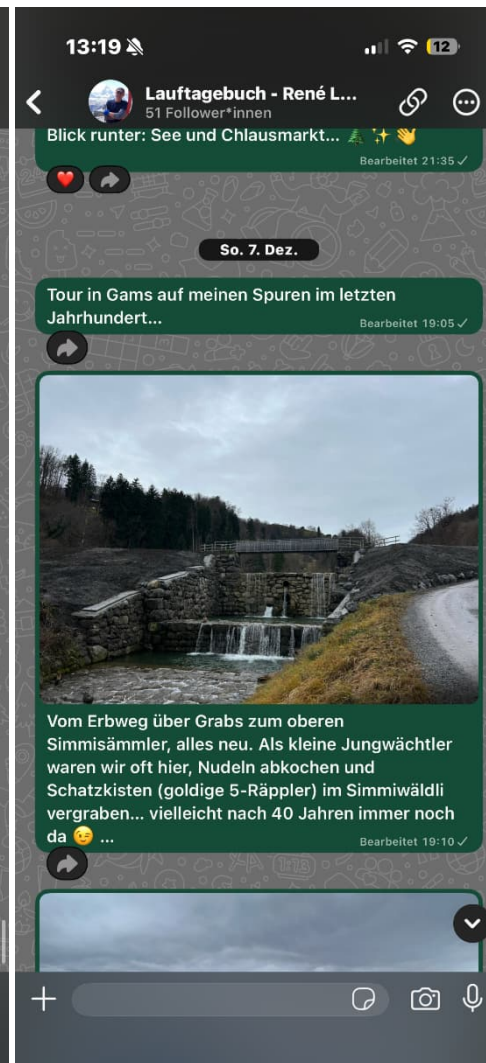 13:19
12
Lauftagebuch - René L...
51 Follower*innen
Blick runter: See und Chlausmarkt... 🎄✨👋
Bearbeitet 21:35
So. 7. Dez.
Tour in Gams auf meinen Spuren im letzten
Jahrhundert...
Bearbeitet 19:05
Vom Erbweg über Grabs zum oberen
Simmisämmler, alles neu. Als kleine Jungwächtler
waren wir oft hier, Nudeln abkochen und
Schatzkisten (goldige 5-Räppler) im Simmiwäldli
vergraben... vielleicht nach 40 Jahren immer noch
da 😉 ...
Bearbeitet 19:10